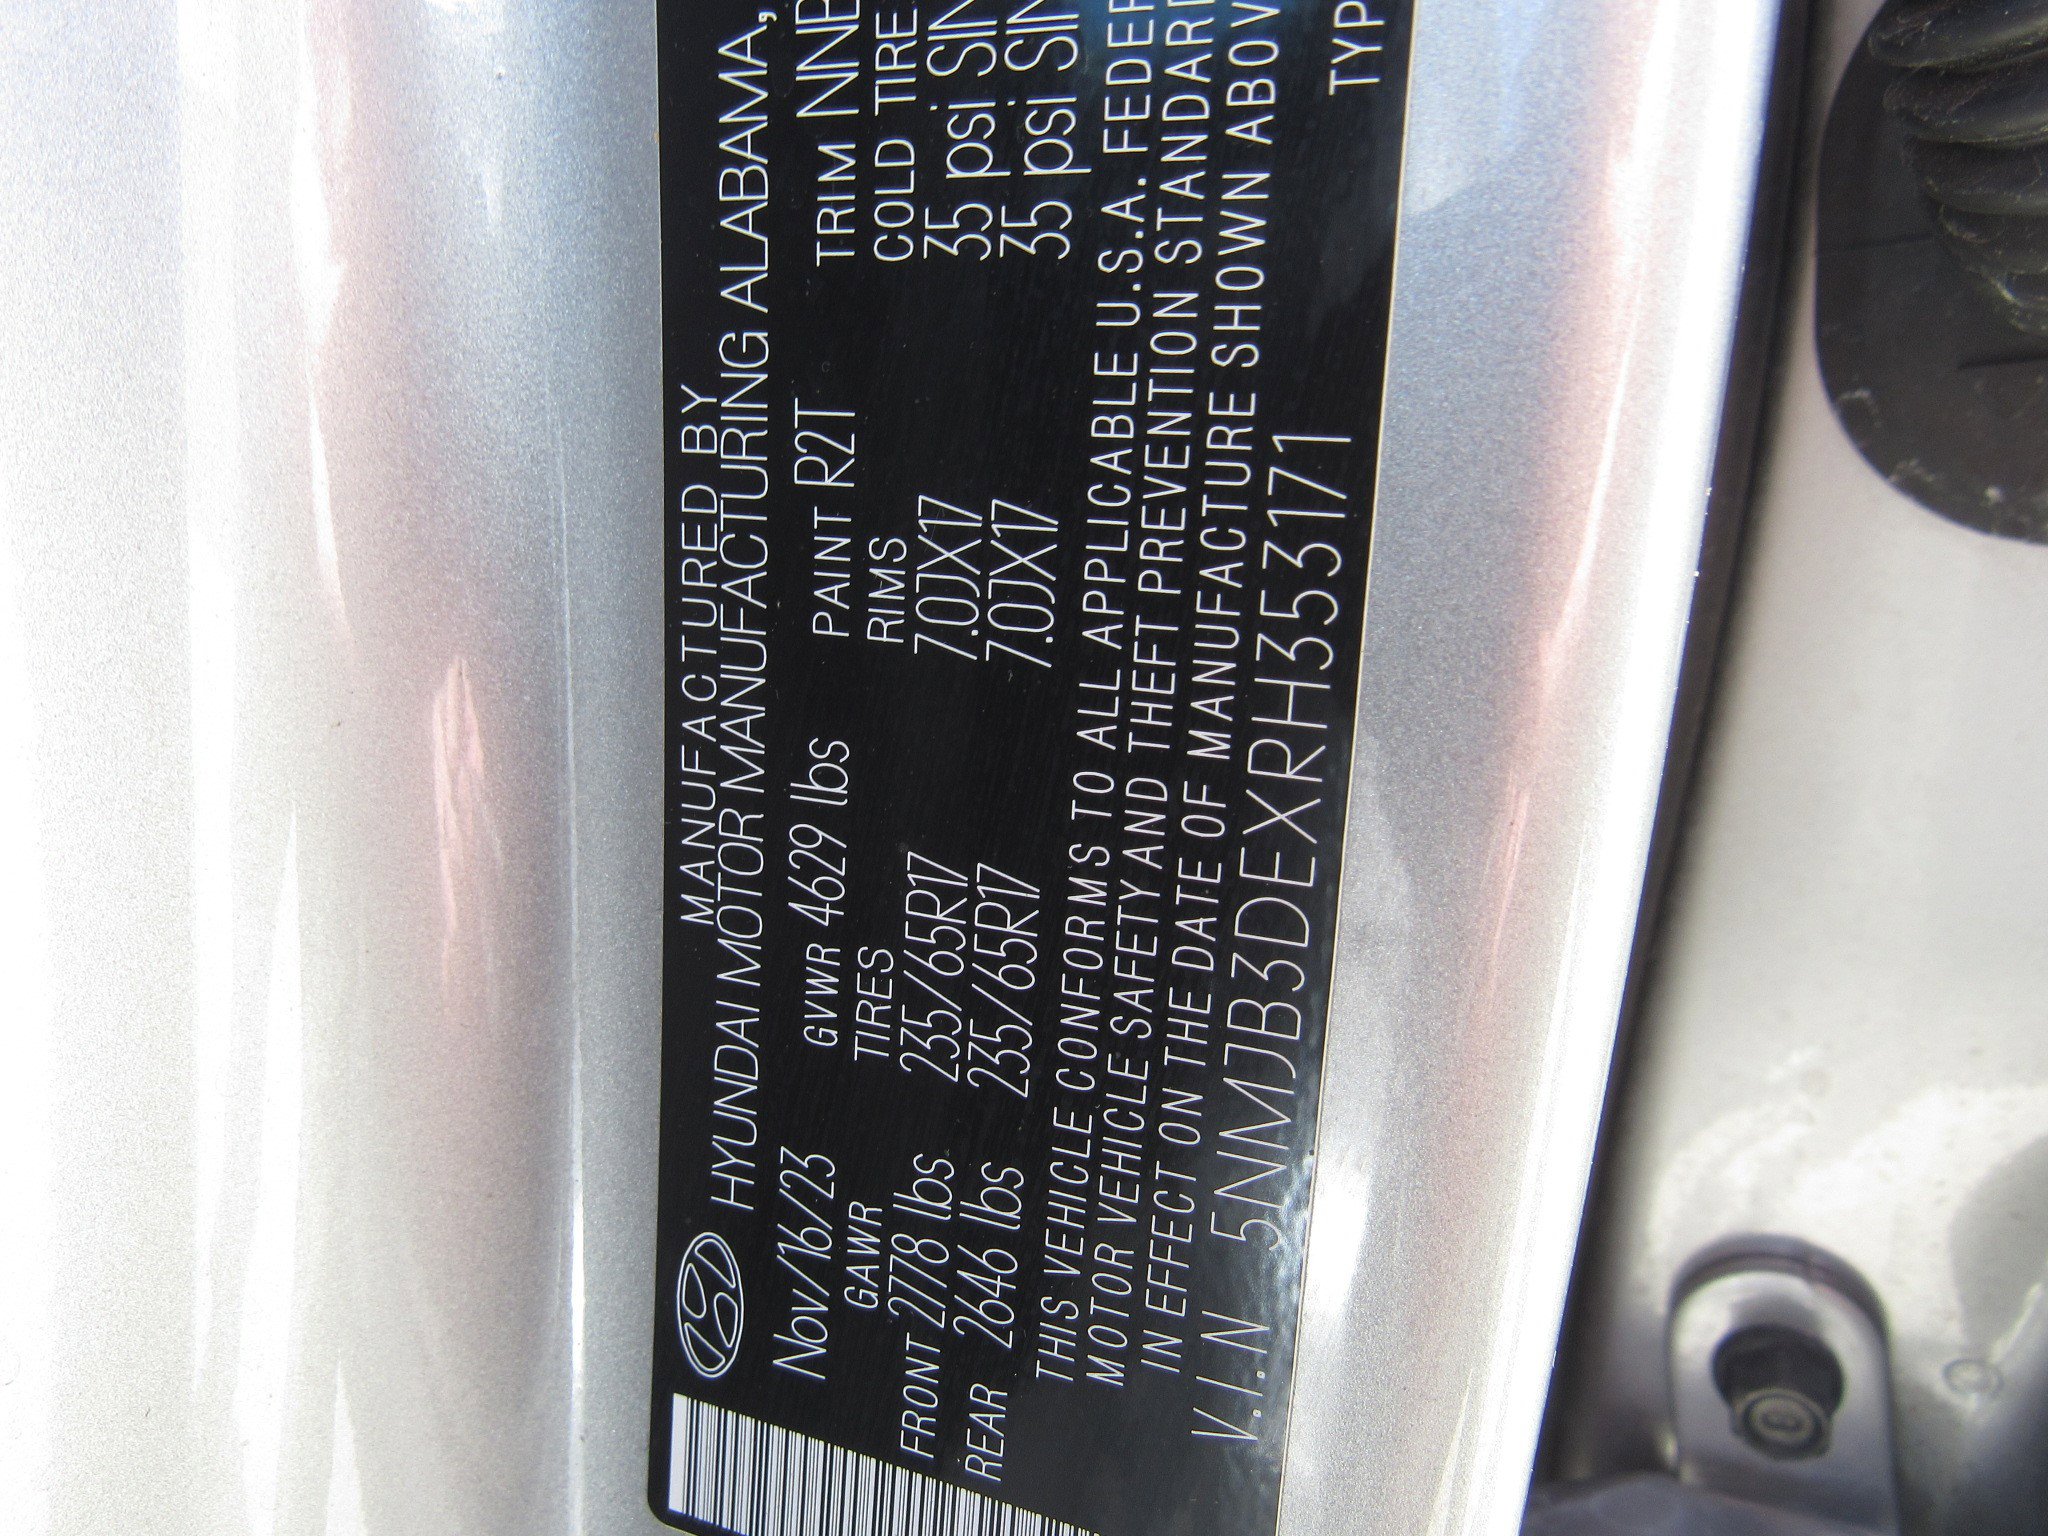 MANUFACTURED BY
HYUNDAI MOTOR MANUFACTURING ALABAMA,
Nov/16/23 GVWR 4629 lbs PAINT R2T TRIM NNB
GAWR TIRES RIMS COLD TIRE
FRONT 2778 lbs 235/65R17 7.0JX17 35 psi SIN
REAR 2646 lbs 235/65R17 7.0JX17 35 psi SIN
THIS VEHICLE CONFORMS TO ALL APPLICABLE U.S.A. FEDER
MOTOR VEHICLE SAFETY AND THEFT PREVENTION STANDARD
IN EFFECT ON THE DATE OF MANUFACTURE SHOWN ABOV
V.I.N 5NMJB3DEXRH353171 TYP